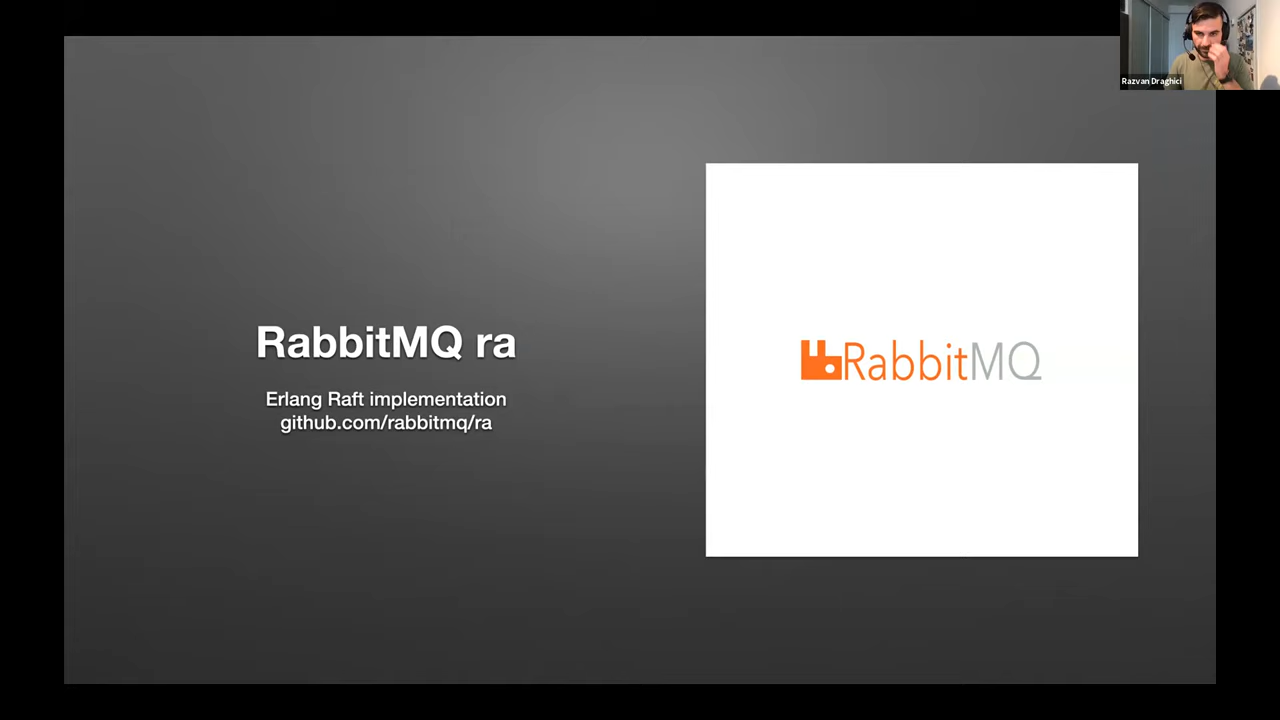 Razvan Draghici
RabbitMQ ra
Erlang Raft implementation
github.com/rabbitmq/ra
RabbitMQ